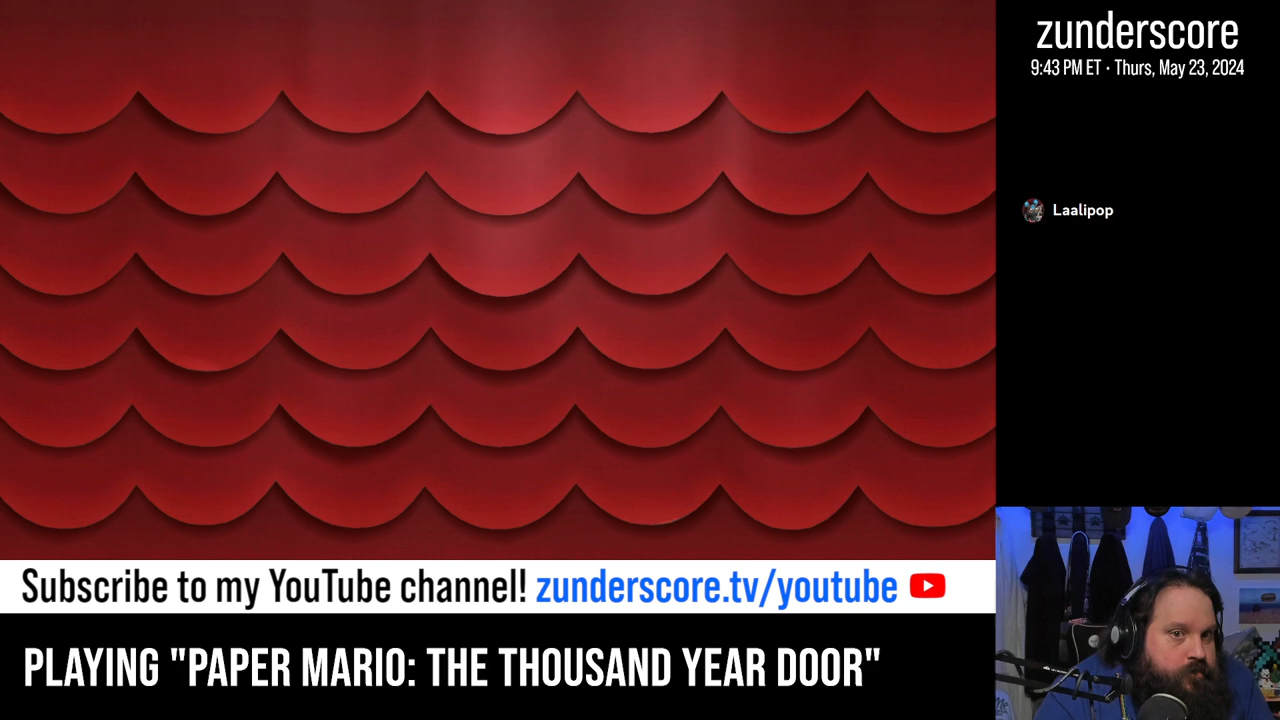 zunderscore
9:43 PM ET · Thurs, May 23, 2024
Laalipop
Subscribe to my YouTube channel! zunderscore.tv/youtube
PLAYING "PAPER MARIO: THE THOUSAND YEAR DOOR"